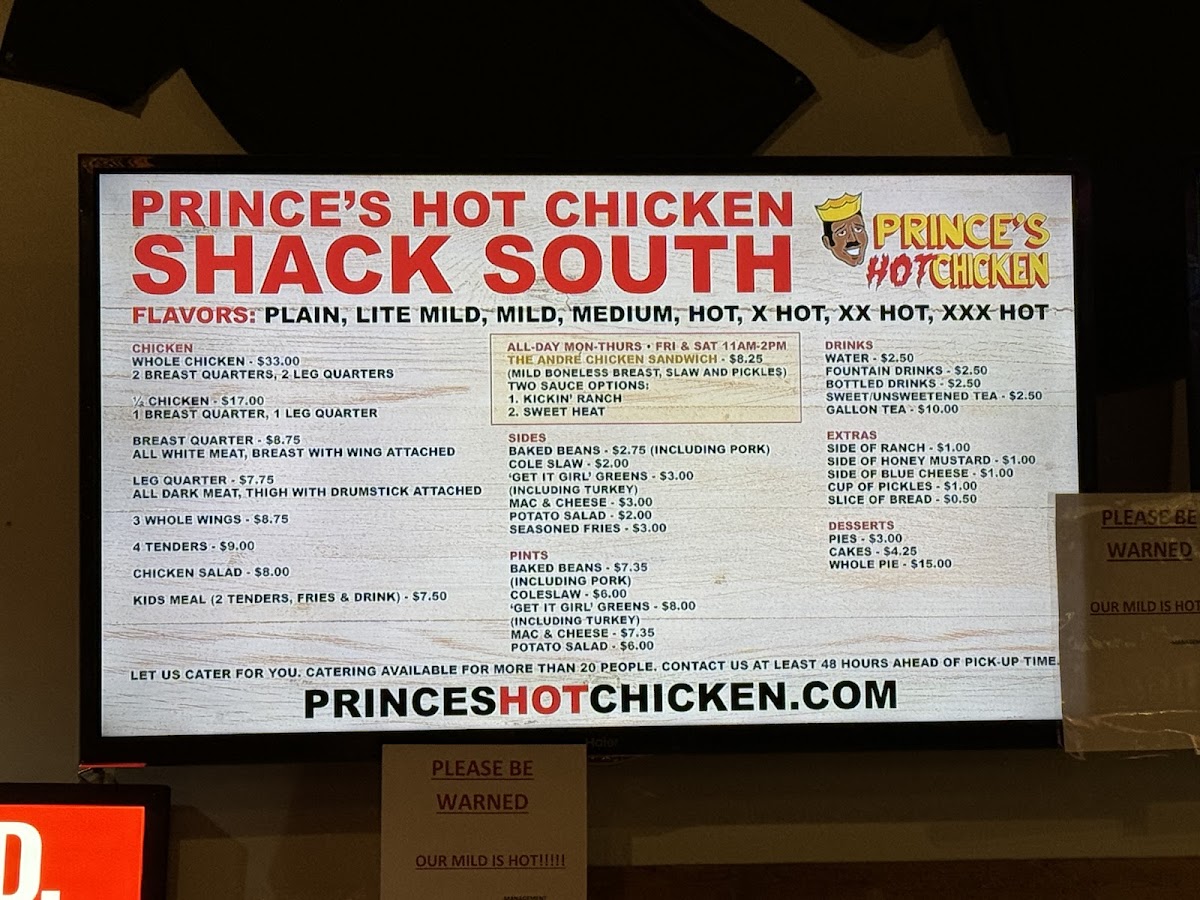 PRINCE'S HOT CHICKEN
SHACK SOUTH
PRINCE'S
HOTCHICKEN
FLAVORS: PLAIN, LITE MILD, MILD, MEDIUM, HOT, X HOT, XX HOT, XXX HOT
CHICKEN
WHOLE CHICKEN - $33.00
2 BREAST QUARTERS, 2 LEG QUARTERS
½ CHICKEN - $17.00
1 BREAST QUARTER, 1 LEG QUARTER
BREAST QUARTER - $8.75
ALL WHITE MEAT, BREAST WITH WING ATTACHED
LEG QUARTER - $7.75
ALL DARK MEAT, THIGH WITH DRUMSTICK ATTACHED
3 WHOLE WINGS - $8.75
4 TENDERS - $9.00
CHICKEN SALAD - $8.00
KIDS MEAL (2 TENDERS, FRIES & DRINK) - $7.50
ALL-DAY MON-THURS • FRI & SAT 11AM-2PM
THE ANDRÉ CHICKEN SANDWICH - $8.25
(MILD BONELESS BREAST, SLAW AND PICKLES)
TWO SAUCE OPTIONS:
1. KICKIN' RANCH
2. SWEET HEAT
SIDES
BAKED BEANS - $2.75 (INCLUDING PORK)
COLE SLAW - $2.00
'GET IT GIRL' GREENS - $3.00
(INCLUDING TURKEY)
MAC & CHEESE - $3.00
POTATO SALAD - $2.00
SEASONED FRIES - $3.00
PINTS
BAKED BEANS - $7.35
(INCLUDING PORK)
COLESLAW - $6.00
'GET IT GIRL' GREENS - $8.00
(INCLUDING TURKEY)
MAC & CHEESE - $7.35
POTATO SALAD - $6.00
DRINKS
WATER - $2.50
FOUNTAIN DRINKS - $2.50
BOTTLED DRINKS - $2.50
SWEET/UNSWEETENED TEA - $2.50
GALLON TEA - $10.00
EXTRAS
SIDE OF RANCH - $1.00
SIDE OF HONEY MUSTARD - $1.00
SIDE OF BLUE CHEESE - $1.00
CUP OF PICKLES - $1.00
SLICE OF BREAD - $0.50
DESSERTS
PIES - $3.00
CAKES - $4.25
WHOLE PIE - $15.00
LET US CATER FOR YOU. CATERING AVAILABLE FOR MORE THAN 20 PEOPLE. CONTACT US AT LEAST 48 HOURS AHEAD OF PICK-UP TIME.
PRINCESHOTCHICKEN.COM
Haier
PLEASE BE
WARNED
OUR MILD IS HOT!!!!!
PLEASE BE
WARNED
OUR MILD IS HOT
D.